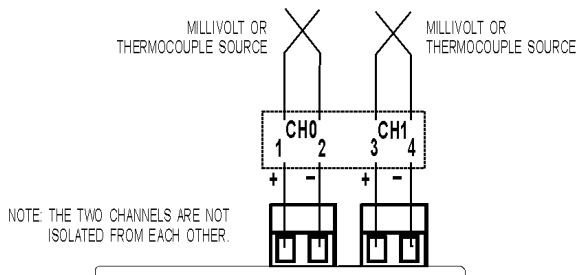 MILLIVOLT OR
THERMOCOUPLE SOURCE
MILLIVOLT OR
THERMOCOUPLE SOURCE
CH0 CH1
1 2 3 4
+ - + -
NOTE: THE TWO CHANNELS ARE NOT
ISOLATED FROM EACH OTHER.